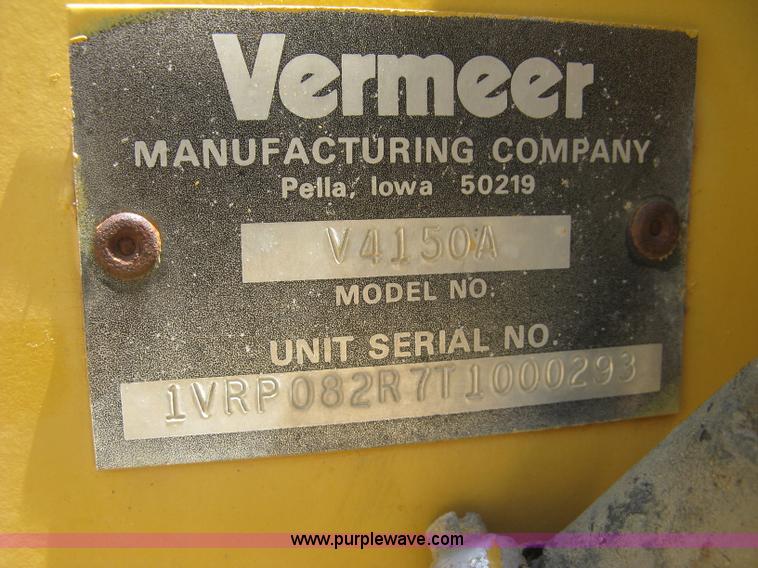 Vermeer
MANUFACTURING COMPANY
Pella, Iowa 50219
V4150A
MODEL NO.
UNIT SERIAL NO.
1VRP082R7T1000293
www.purplewave.com